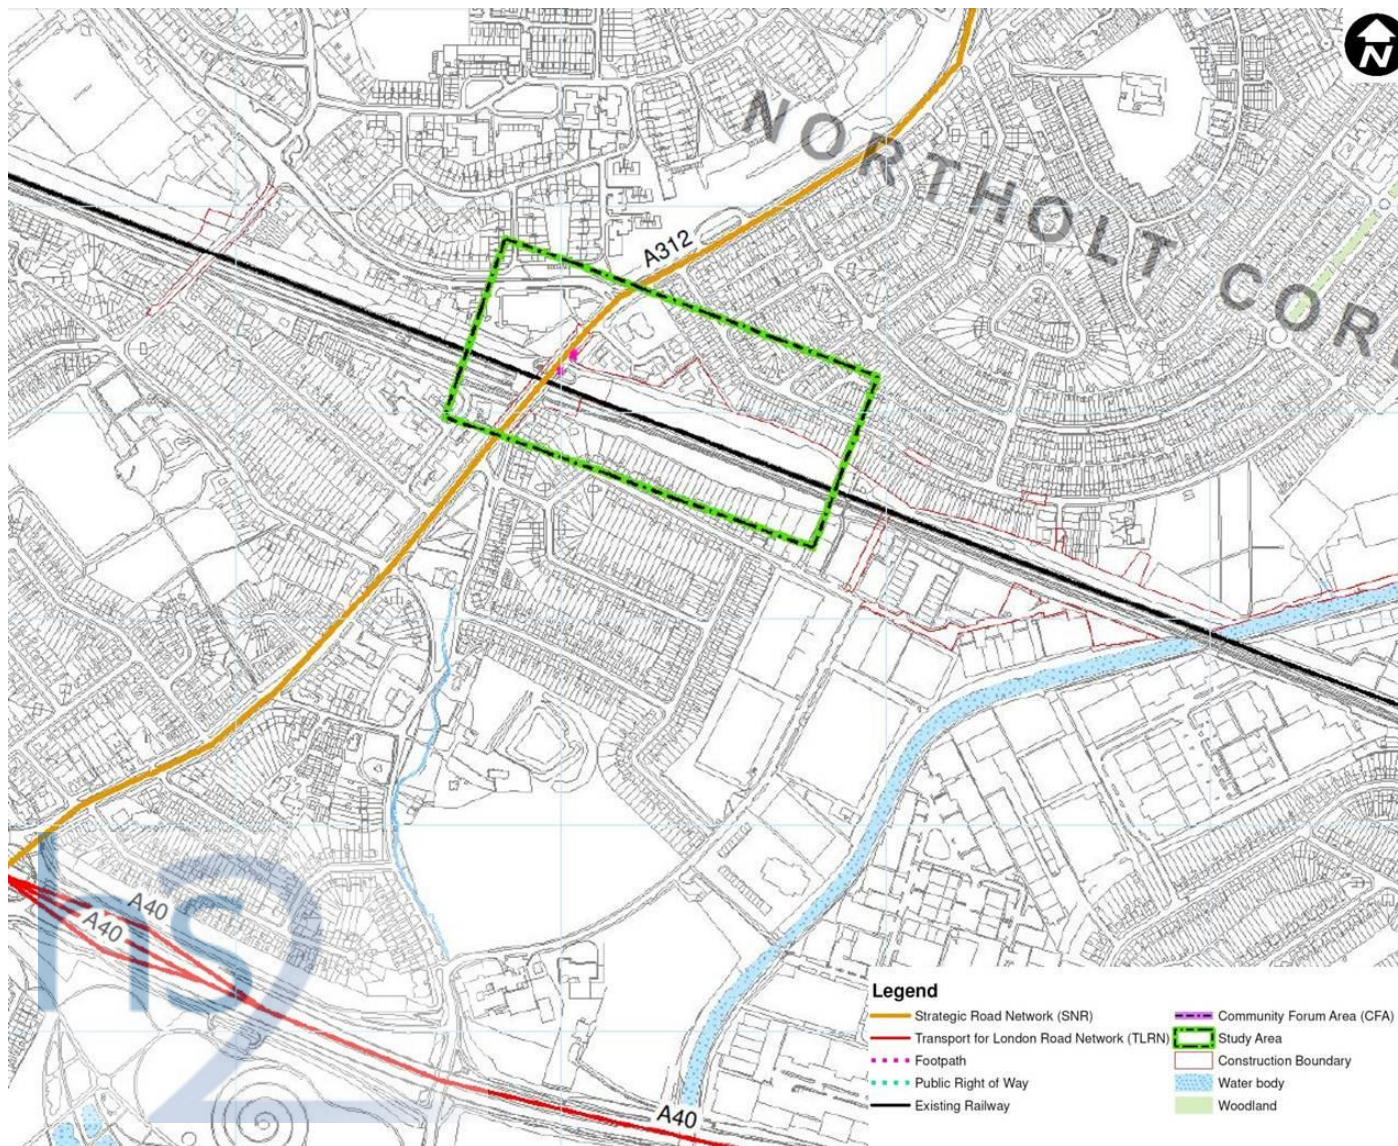 N
NORTHOLT COR
A312
A40
A40
hs2
A40
Legend
Strategic Road Network (SNR)
Transport for London Road Network (TLRN)
Footpath
Public Right of Way
Existing Railway
Community Forum Area (CFA)
Study Area
Construction Boundary
Water body
Woodland